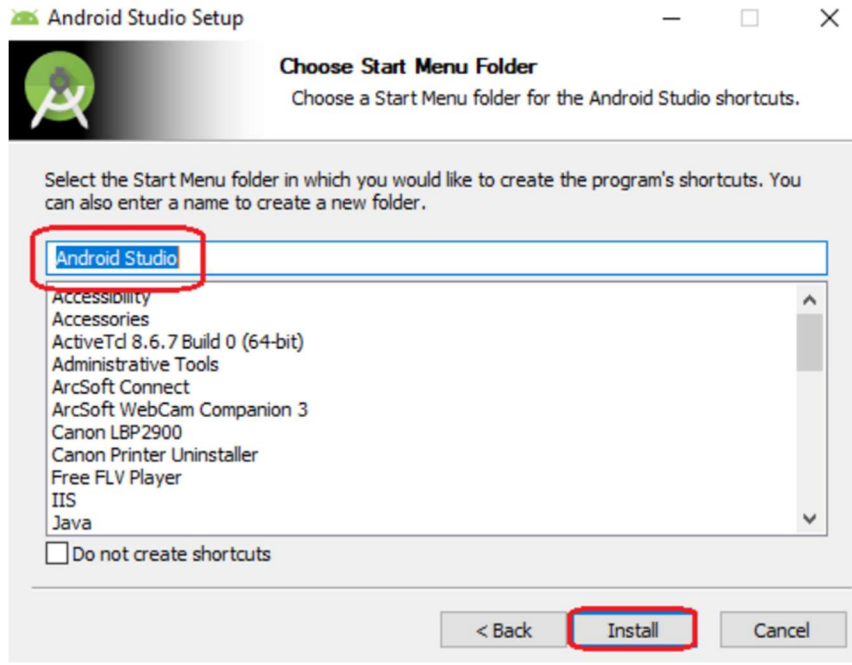 Android Studio Setup
Choose Start Menu Folder
Choose a Start Menu folder for the Android Studio shortcuts.
Select the Start Menu folder in which you would like to create the program's shortcuts. You
can also enter a name to create a new folder.
Android Studio
Accessibility
Accessories
ActiveTcl 8.6.7 Build 0 (64-bit)
Administrative Tools
ArcSoft Connect
ArcSoft WebCam Companion 3
Canon LBP2900
Canon Printer Uninstaller
Free FLV Player
IIS
Java
Do not create shortcuts
< Back
Install
Cancel